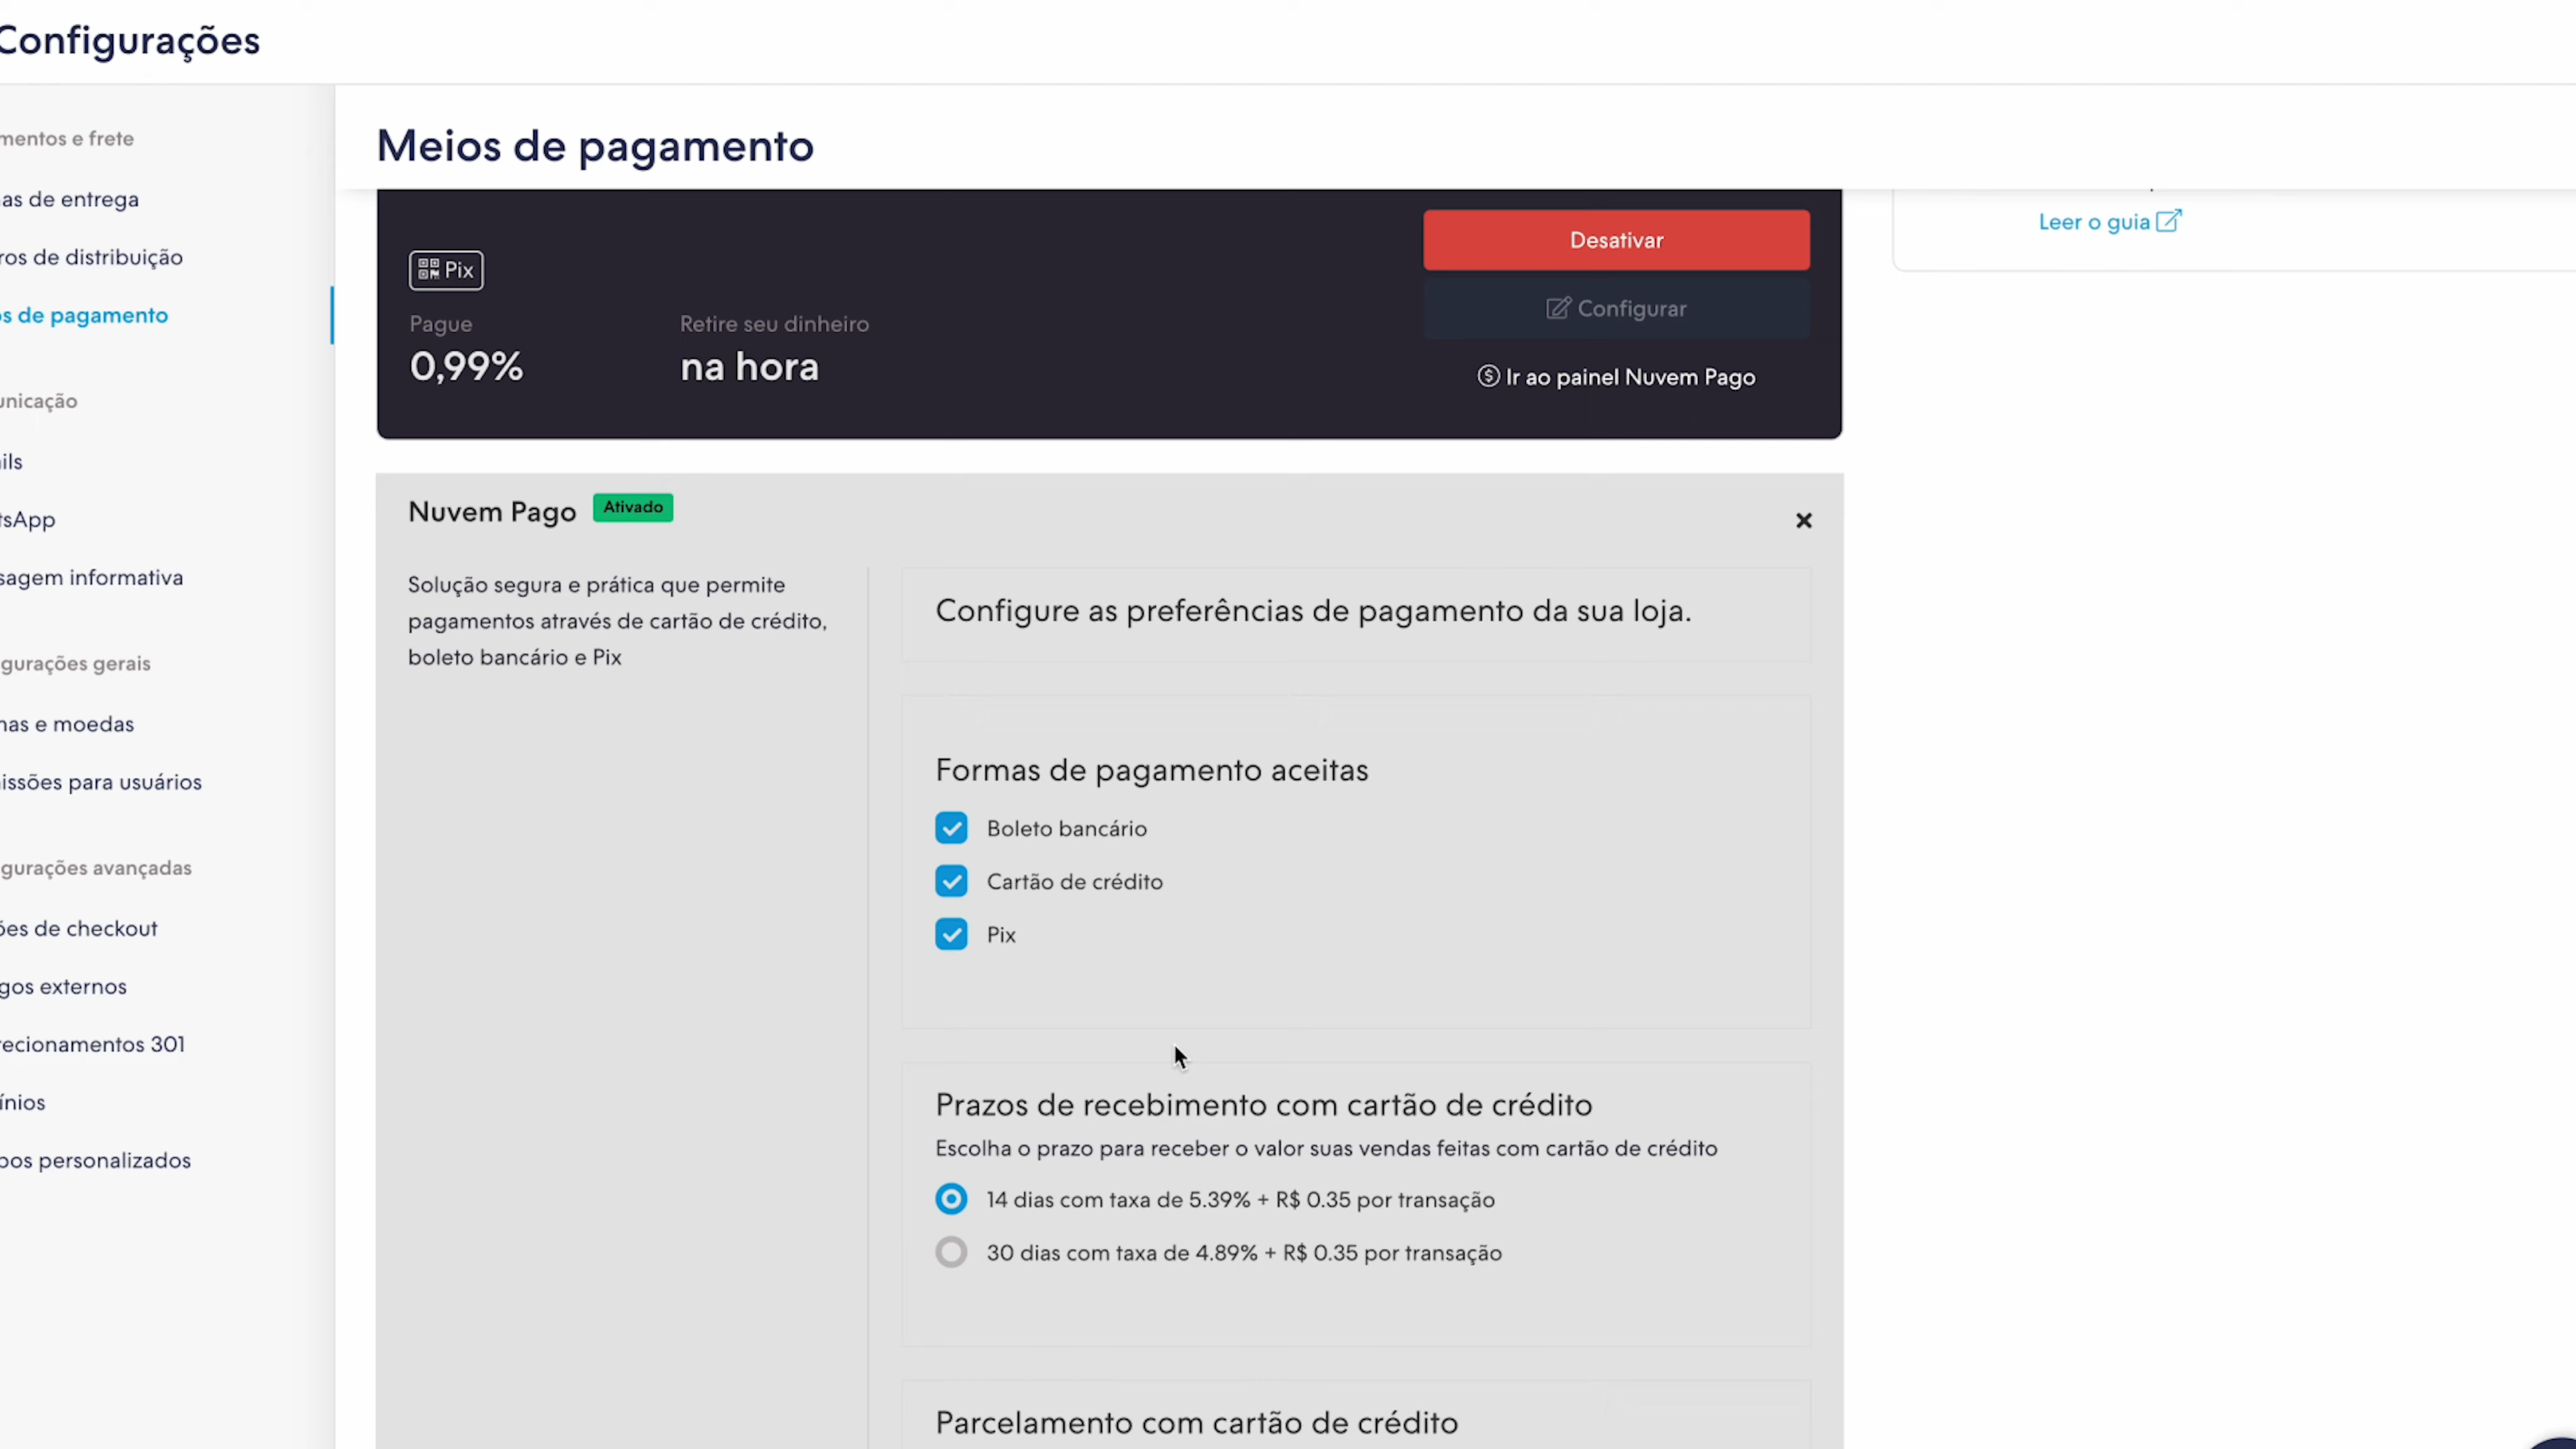 Configurações
mentos e frete
as de entrega
ros de distribuição
s de pagamento
unicação
ils
tsApp
sagem informativa
gurações gerais
nas e moedas
issões para usuários
gurações avançadas
ões de checkout
gos externos
recionamentos 301
ínios
pos personalizados
Meios de pagamento
Pix
Pague
0,99%
Retire seu dinheiro
na hora
Desativar
Configurar
Ir ao painel Nuvem Pago
Leer o guia
Nuvem Pago Ativado
Solução segura e prática que permite
pagamentos através de cartão de crédito,
boleto bancário e Pix
Configure as preferências de pagamento da sua loja.
Formas de pagamento aceitas
Boleto bancário
Cartão de crédito
Pix
Prazos de recebimento com cartão de crédito
Escolha o prazo para receber o valor suas vendas feitas com cartão de crédito
14 dias com taxa de 5.39% + R$ 0.35 por transação
30 dias com taxa de 4.89% + R$ 0.35 por transação
Parcelamento com cartão de crédito